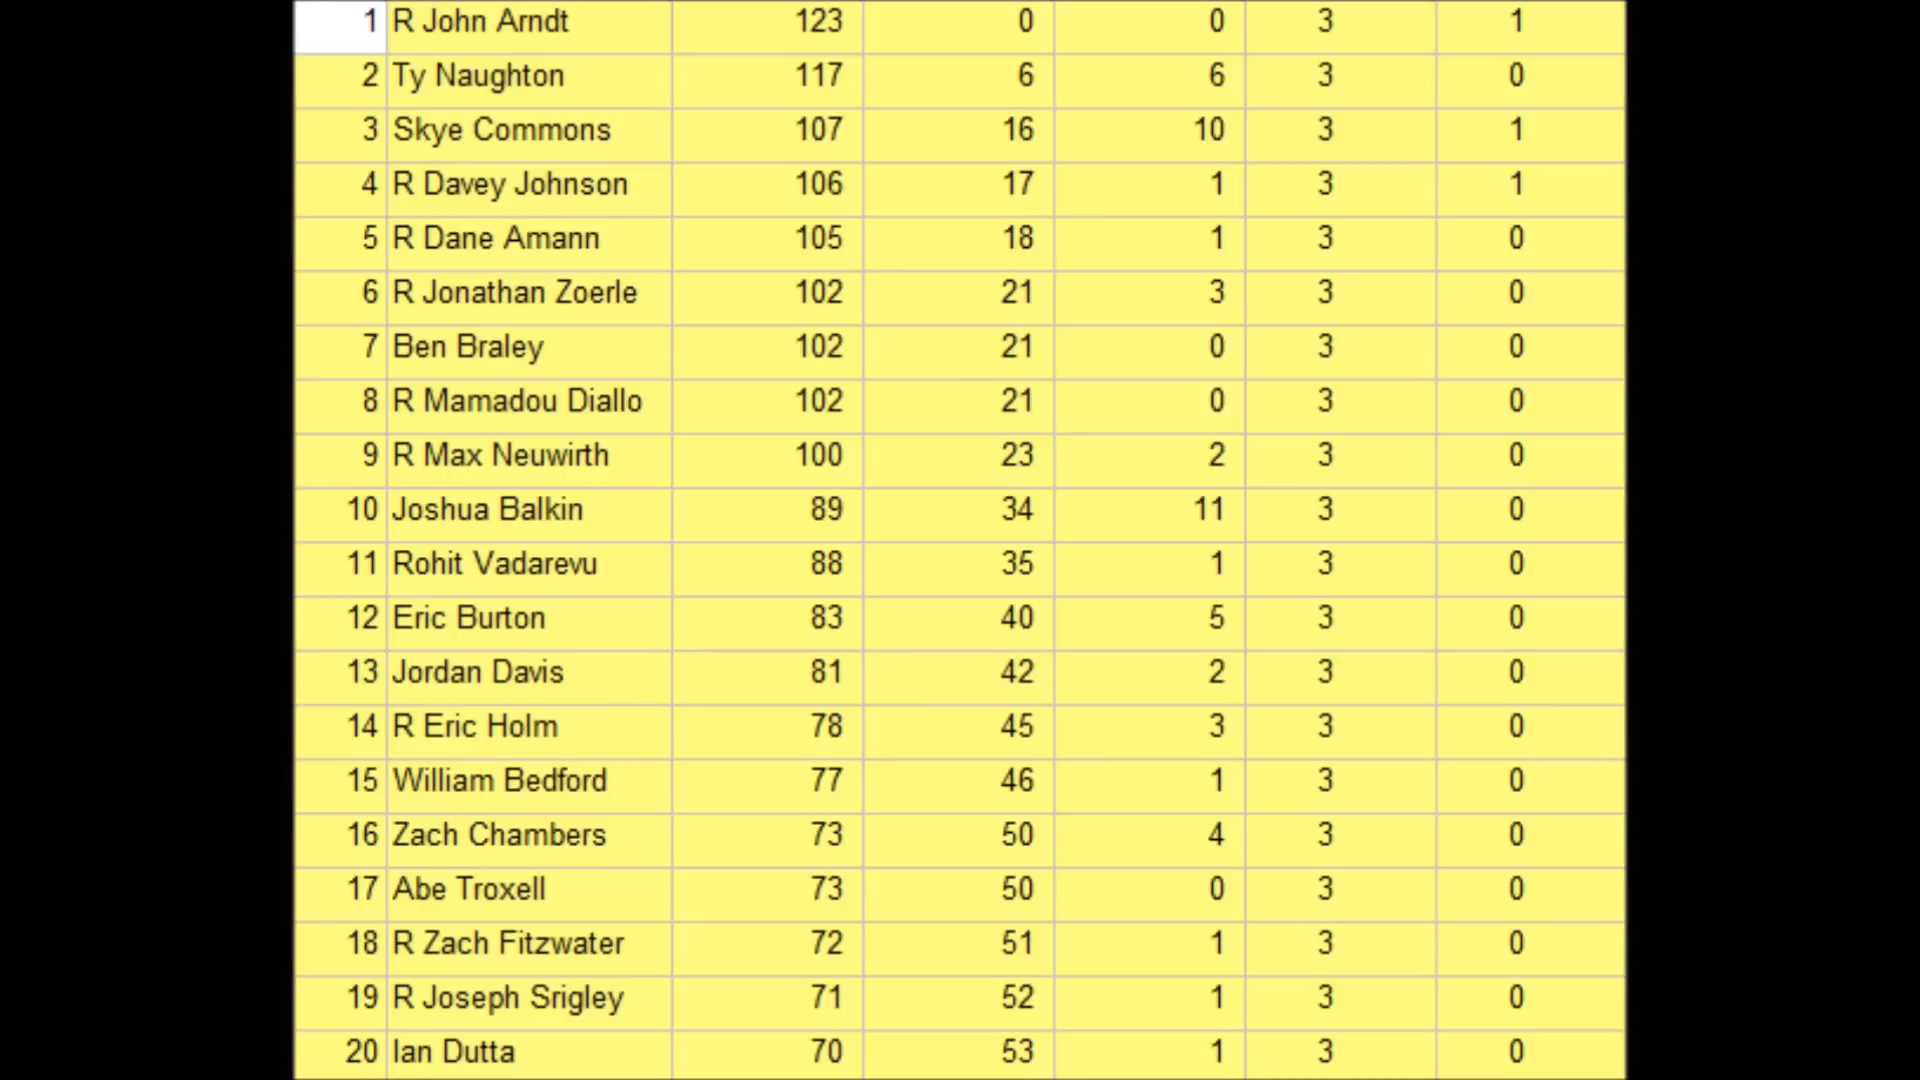 1 R John Arndt 123 0 0 3 1
2 Ty Naughton 117 6 6 3 0
3 Skye Commons 107 16 10 3 1
4 R Davey Johnson 106 17 1 3 1
5 R Dane Amann 105 18 1 3 0
6 R Jonathan Zoerle 102 21 3 3 0
7 Ben Braley 102 21 0 3 0
8 R Mamadou Diallo 102 21 0 3 0
9 R Max Neuwirth 100 23 2 3 0
10 Joshua Balkin 89 34 11 3 0
11 Rohit Vadarevu 88 35 1 3 0
12 Eric Burton 83 40 5 3 0
13 Jordan Davis 81 42 2 3 0
14 R Eric Holm 78 45 3 3 0
15 William Bedford 77 46 1 3 0
16 Zach Chambers 73 50 4 3 0
17 Abe Troxell 73 50 0 3 0
18 R Zach Fitzwater 72 51 1 3 0
19 R Joseph Srigley 71 52 1 3 0
20 Ian Dutta 70 53 1 3 0